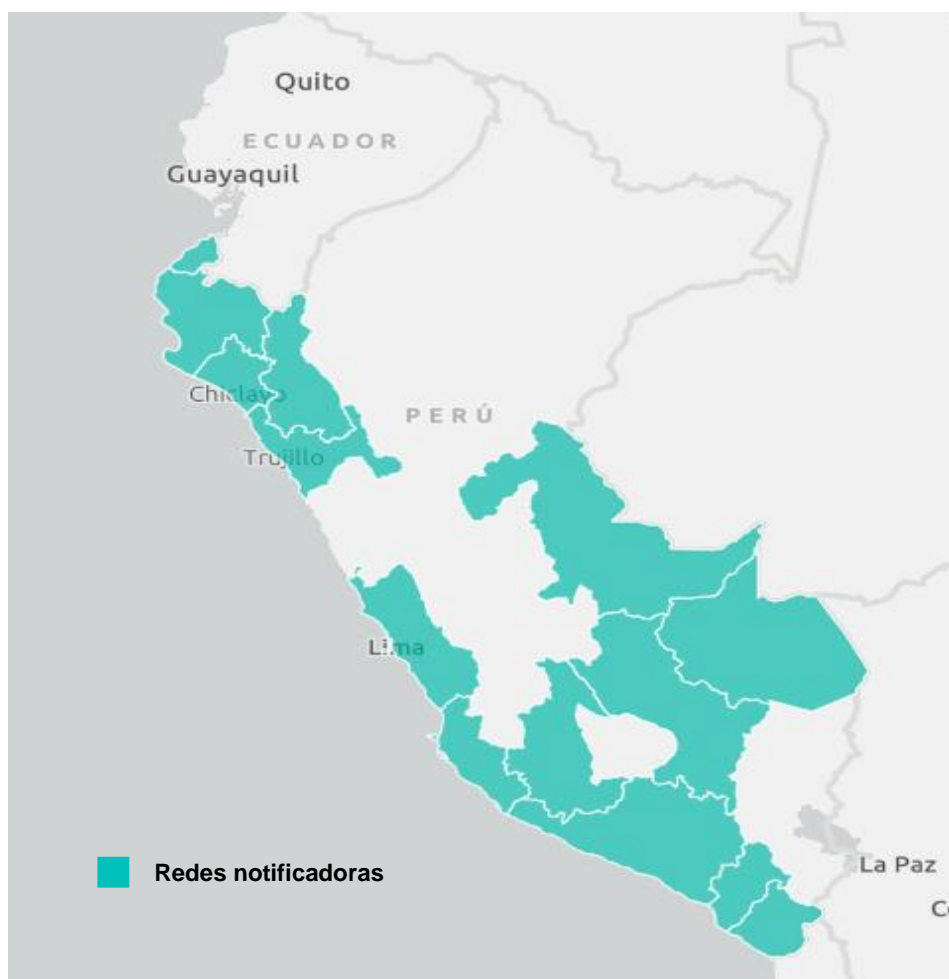 Quito
ECUADOR
Guayaquil
Chiclayo
PERÚ
Trujillo
Lima
Redes notificadoras
La Paz